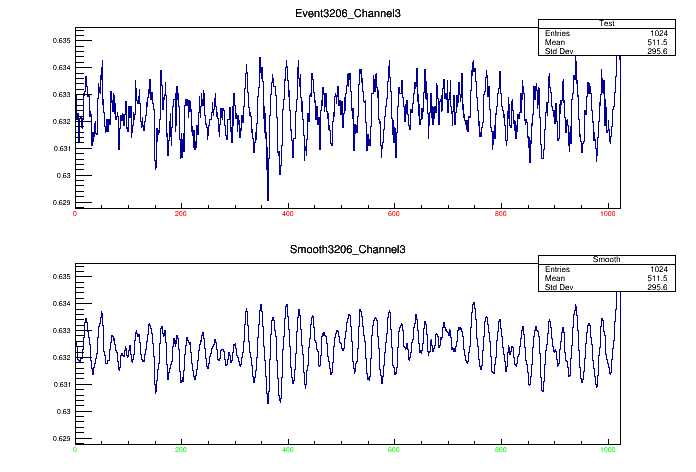 Event3206_Channel3
Test
Entries 1024
Mean 511.5
Std Dev 295.6
0.635
0.634
0.633
0.632
0.631
0.63
0.629
0 200 400 600 800 1000
Smooth3206_Channel3
Smooth
Entries 1024
Mean 511.5
Std Dev 295.6
0.635
0.634
0.633
0.632
0.631
0.63
0.629
0 200 400 600 800 1000